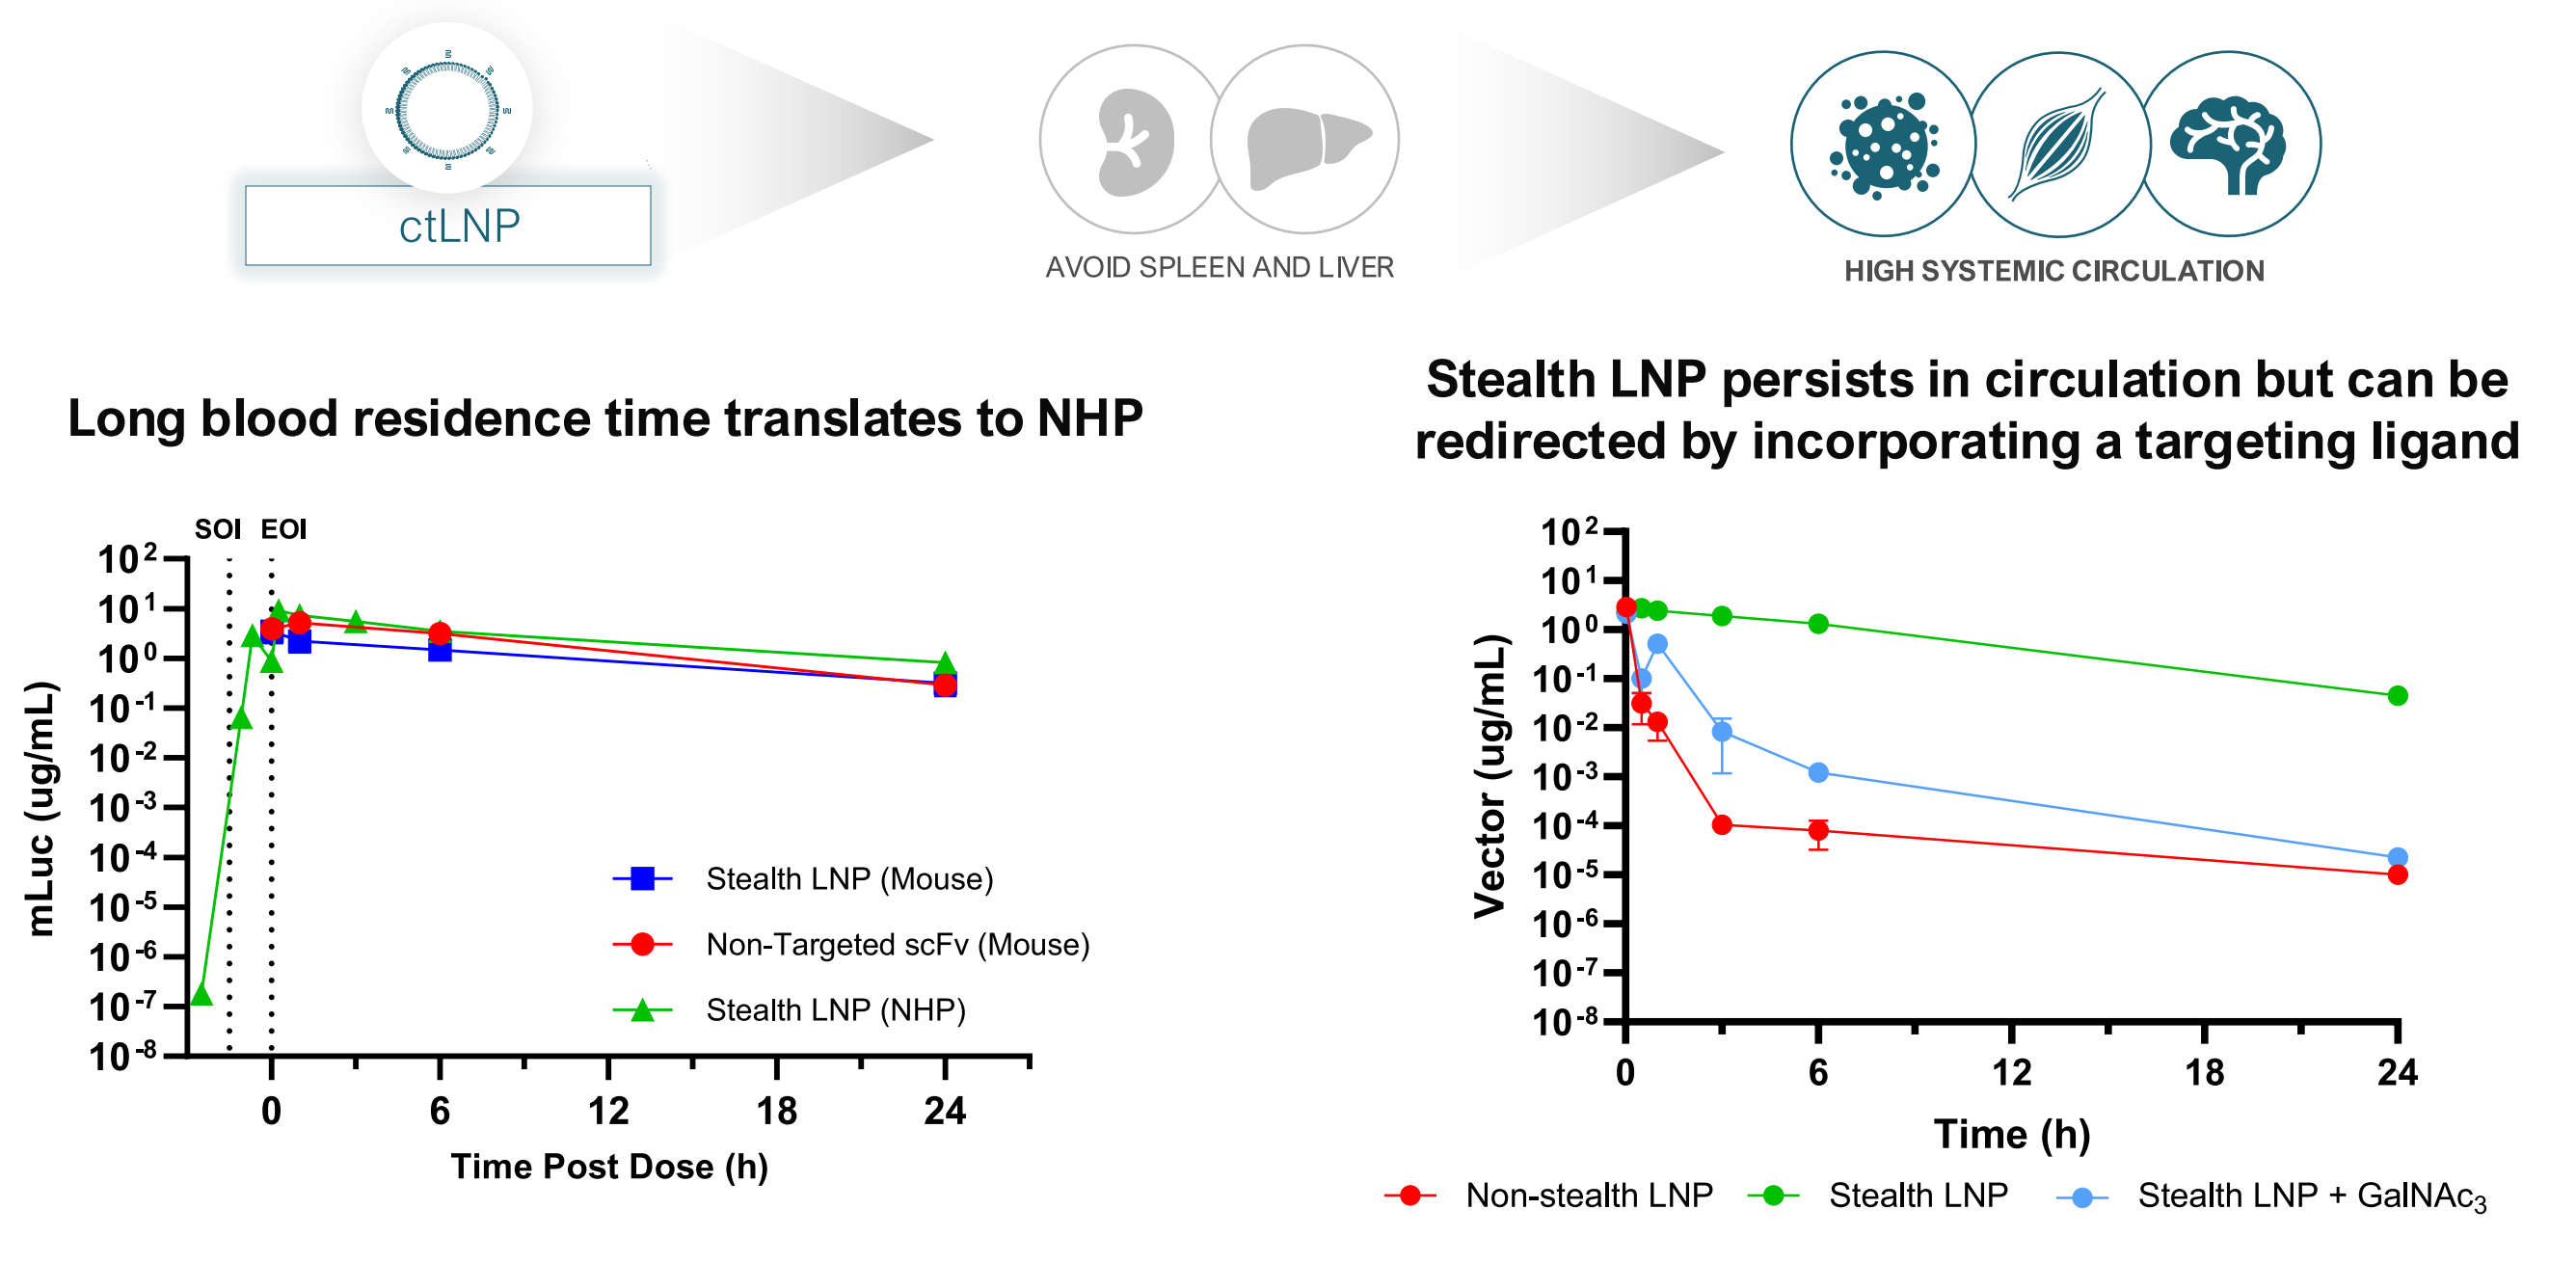 ctLNP
AVOID SPLEEN AND LIVER
HIGH SYSTEMIC CIRCULATION
Long blood residence time translates to NHP
SOI EOI
10²
10¹
10⁰
10⁻¹
10⁻²
10⁻³
10⁻⁴
10⁻⁵
10⁻⁶
10⁻⁷
10⁻⁸
mLuc (ug/mL)
Stealth LNP (Mouse)
Non-Targeted scFv (Mouse)
Stealth LNP (NHP)
0 6 12 18 24
Time Post Dose (h)
Stealth LNP persists in circulation but can be
redirected by incorporating a targeting ligand
10²
10¹
10⁰
10⁻¹
10⁻²
10⁻³
10⁻⁴
10⁻⁵
10⁻⁶
10⁻⁷
10⁻⁸
Vector (ug/mL)
0 6 12 18 24
Time (h)
Non-stealth LNP Stealth LNP Stealth LNP + GalNAc₃